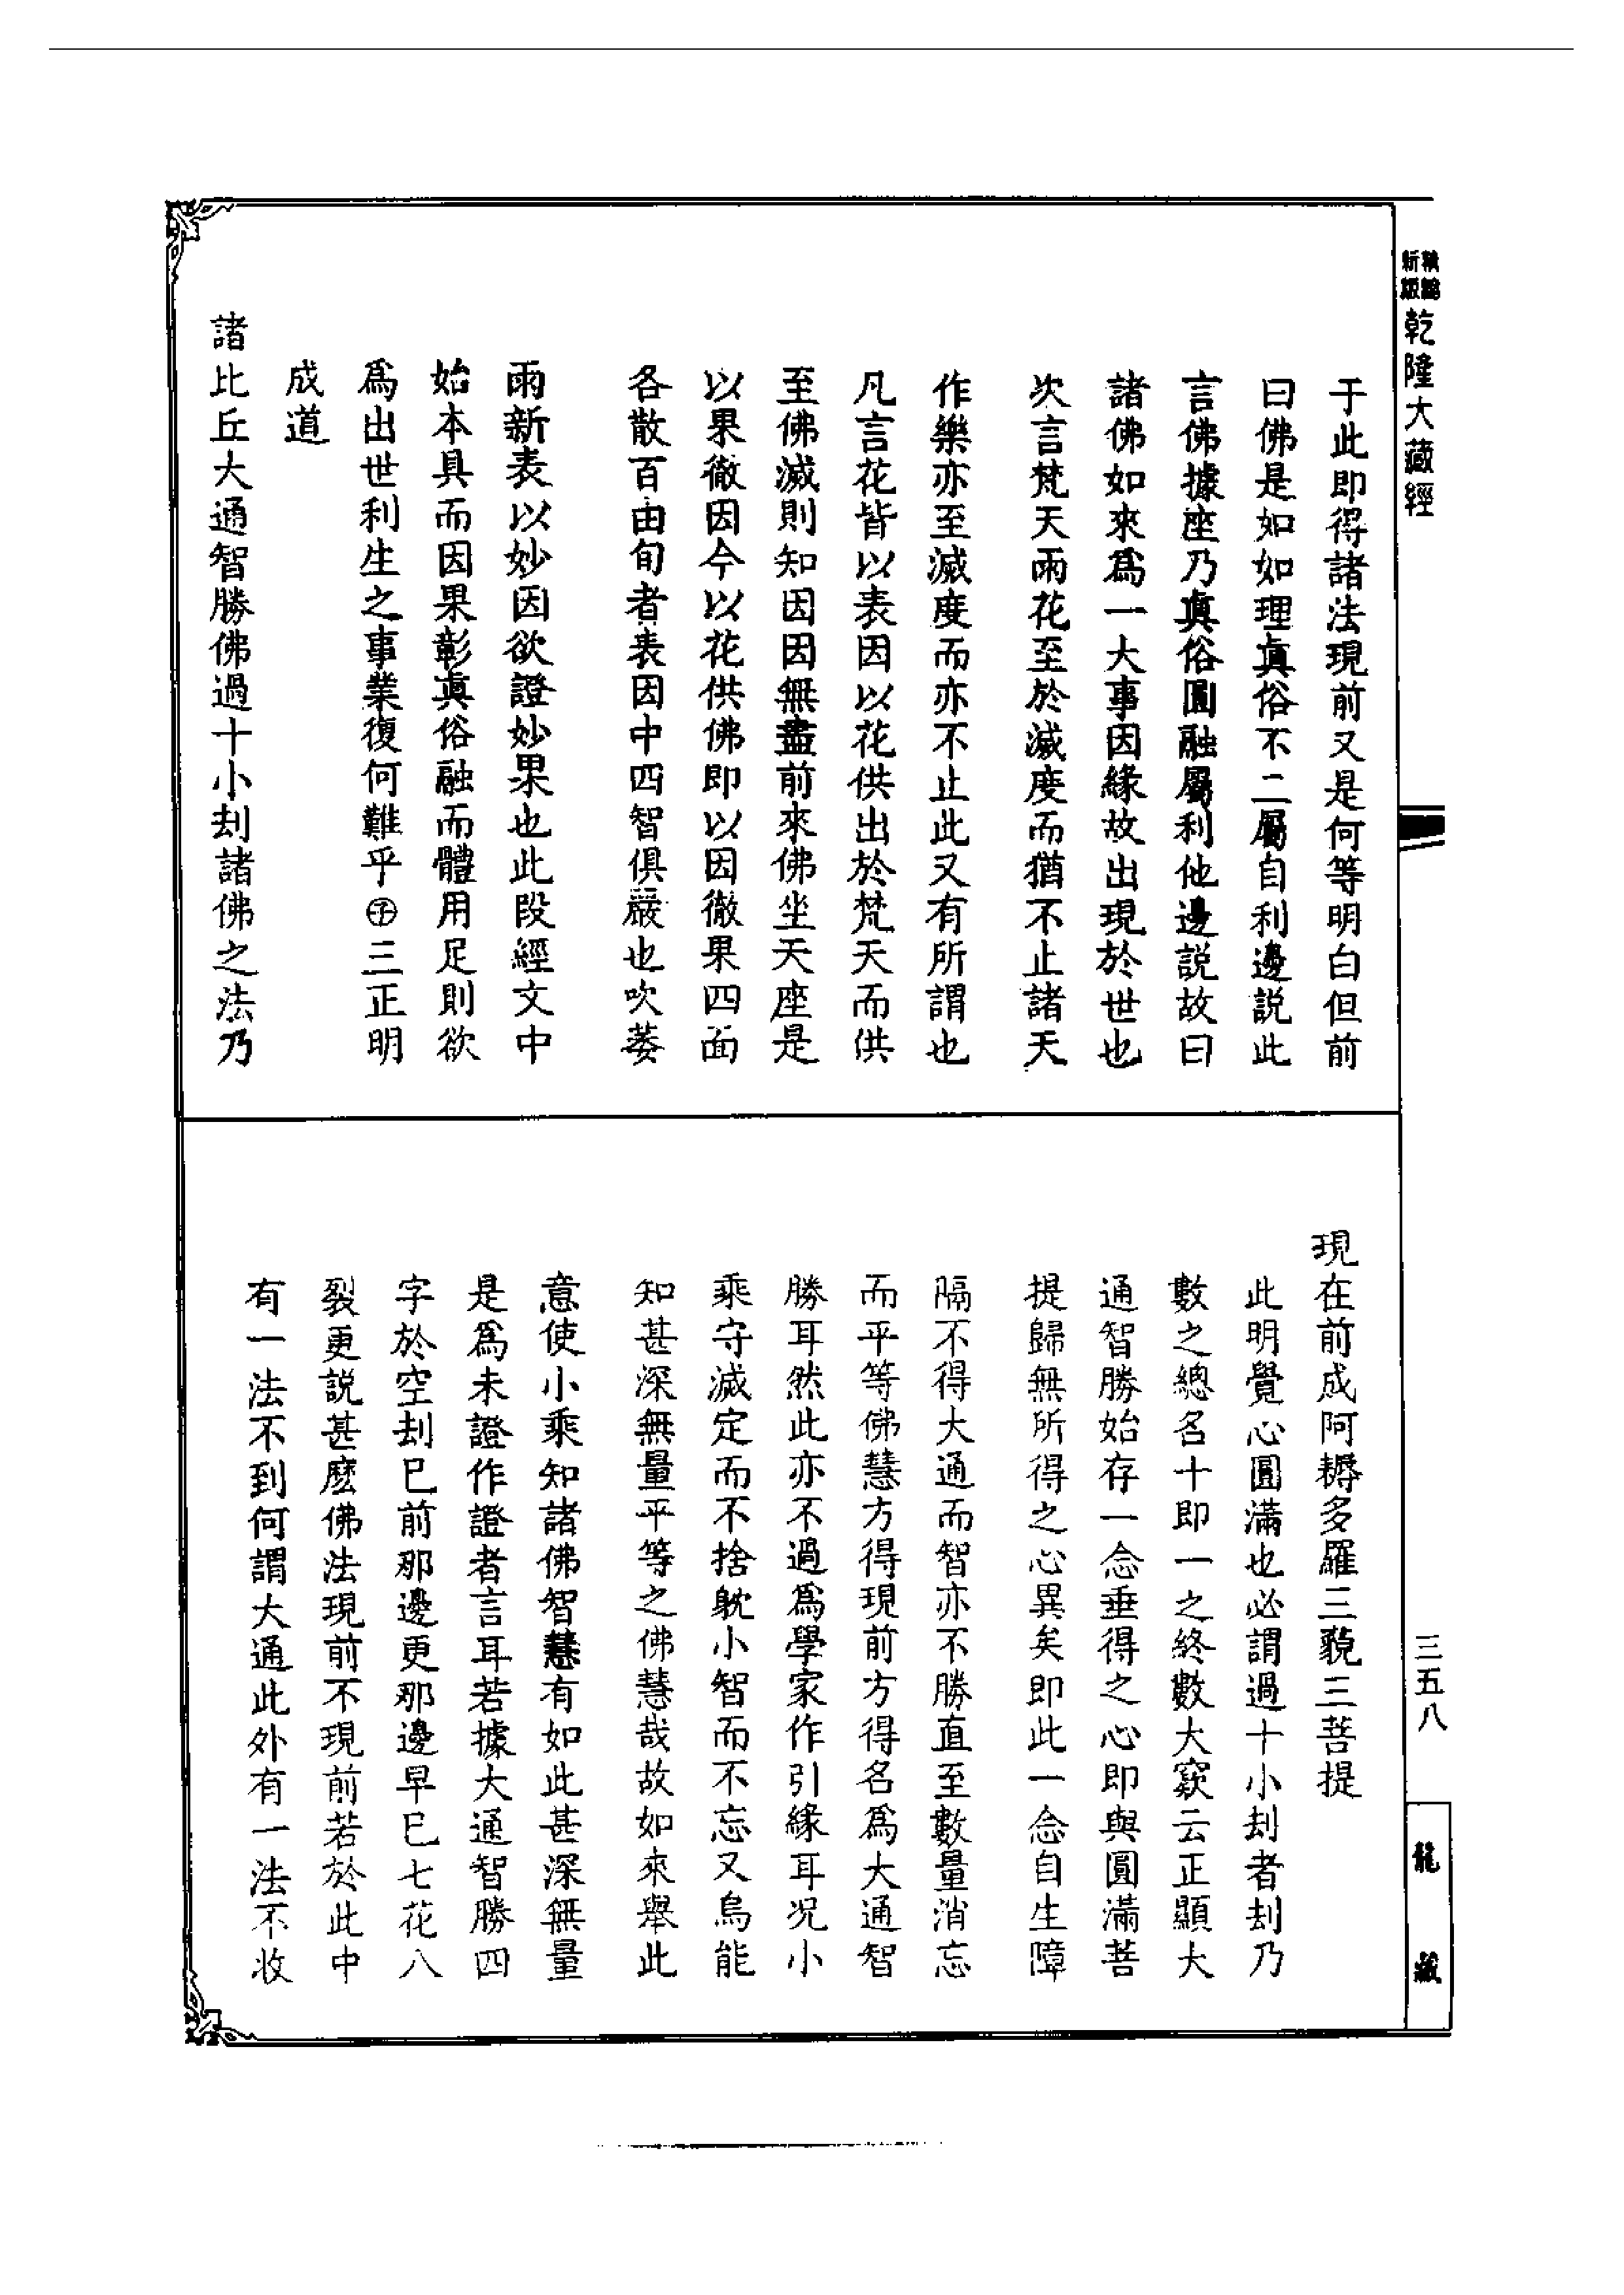 精縮
新版
乾隆大藏經
于此即得諸法現前又是何等明白但前
曰佛是如如理真俗不二屬自利邊說此
言佛據座乃真俗圓融屬利他邊說故曰
諸佛如來為一大事因緣故出現於世也
次言梵天雨花至於滅度而猶不止諸天
作樂亦至滅度而亦不止此又有所謂也
凡言花皆以表因以花供出於梵天而供
至佛滅則知因因無盡前來佛坐天座是
以果徹因今以花供佛即以因徹果四面
各散百由旬者表因中四智俱嚴也吹萎
雨新表以妙因欲證妙果也此段經文中
始本具而因果彰真俗融而體用足則欲
為出世利生之事業復何難乎㊉三正明
成道
諸比丘大通智勝佛過十小刦諸佛之法乃
現在前成阿耨多羅三藐三菩提
此明覺心圓滿也必謂過十小刦者刦乃
數之總名十即一之終數大窾云正顯大
通智勝始存一念垂得之心即與圓滿菩
提歸無所得之心異矣即此一念自生障
隔不得大通而智亦不勝直至數量消忘
而平等佛慧方得現前方得名為大通智
勝耳然此亦不過為學家作引緣耳况小
乘守滅定而不捨躭小智而不忘又烏能
知甚深無量平等之佛慧哉故如來舉此
意使小乘知諸佛智慧有如此甚深無量
是為未證作證者言耳若據大通智勝四
字於空刦巳前那邊更那邊早巳七花八
裂更說甚麽佛法現前不現前若於此中
有一法不到何謂大通此外有一法不收
三五八
龍藏